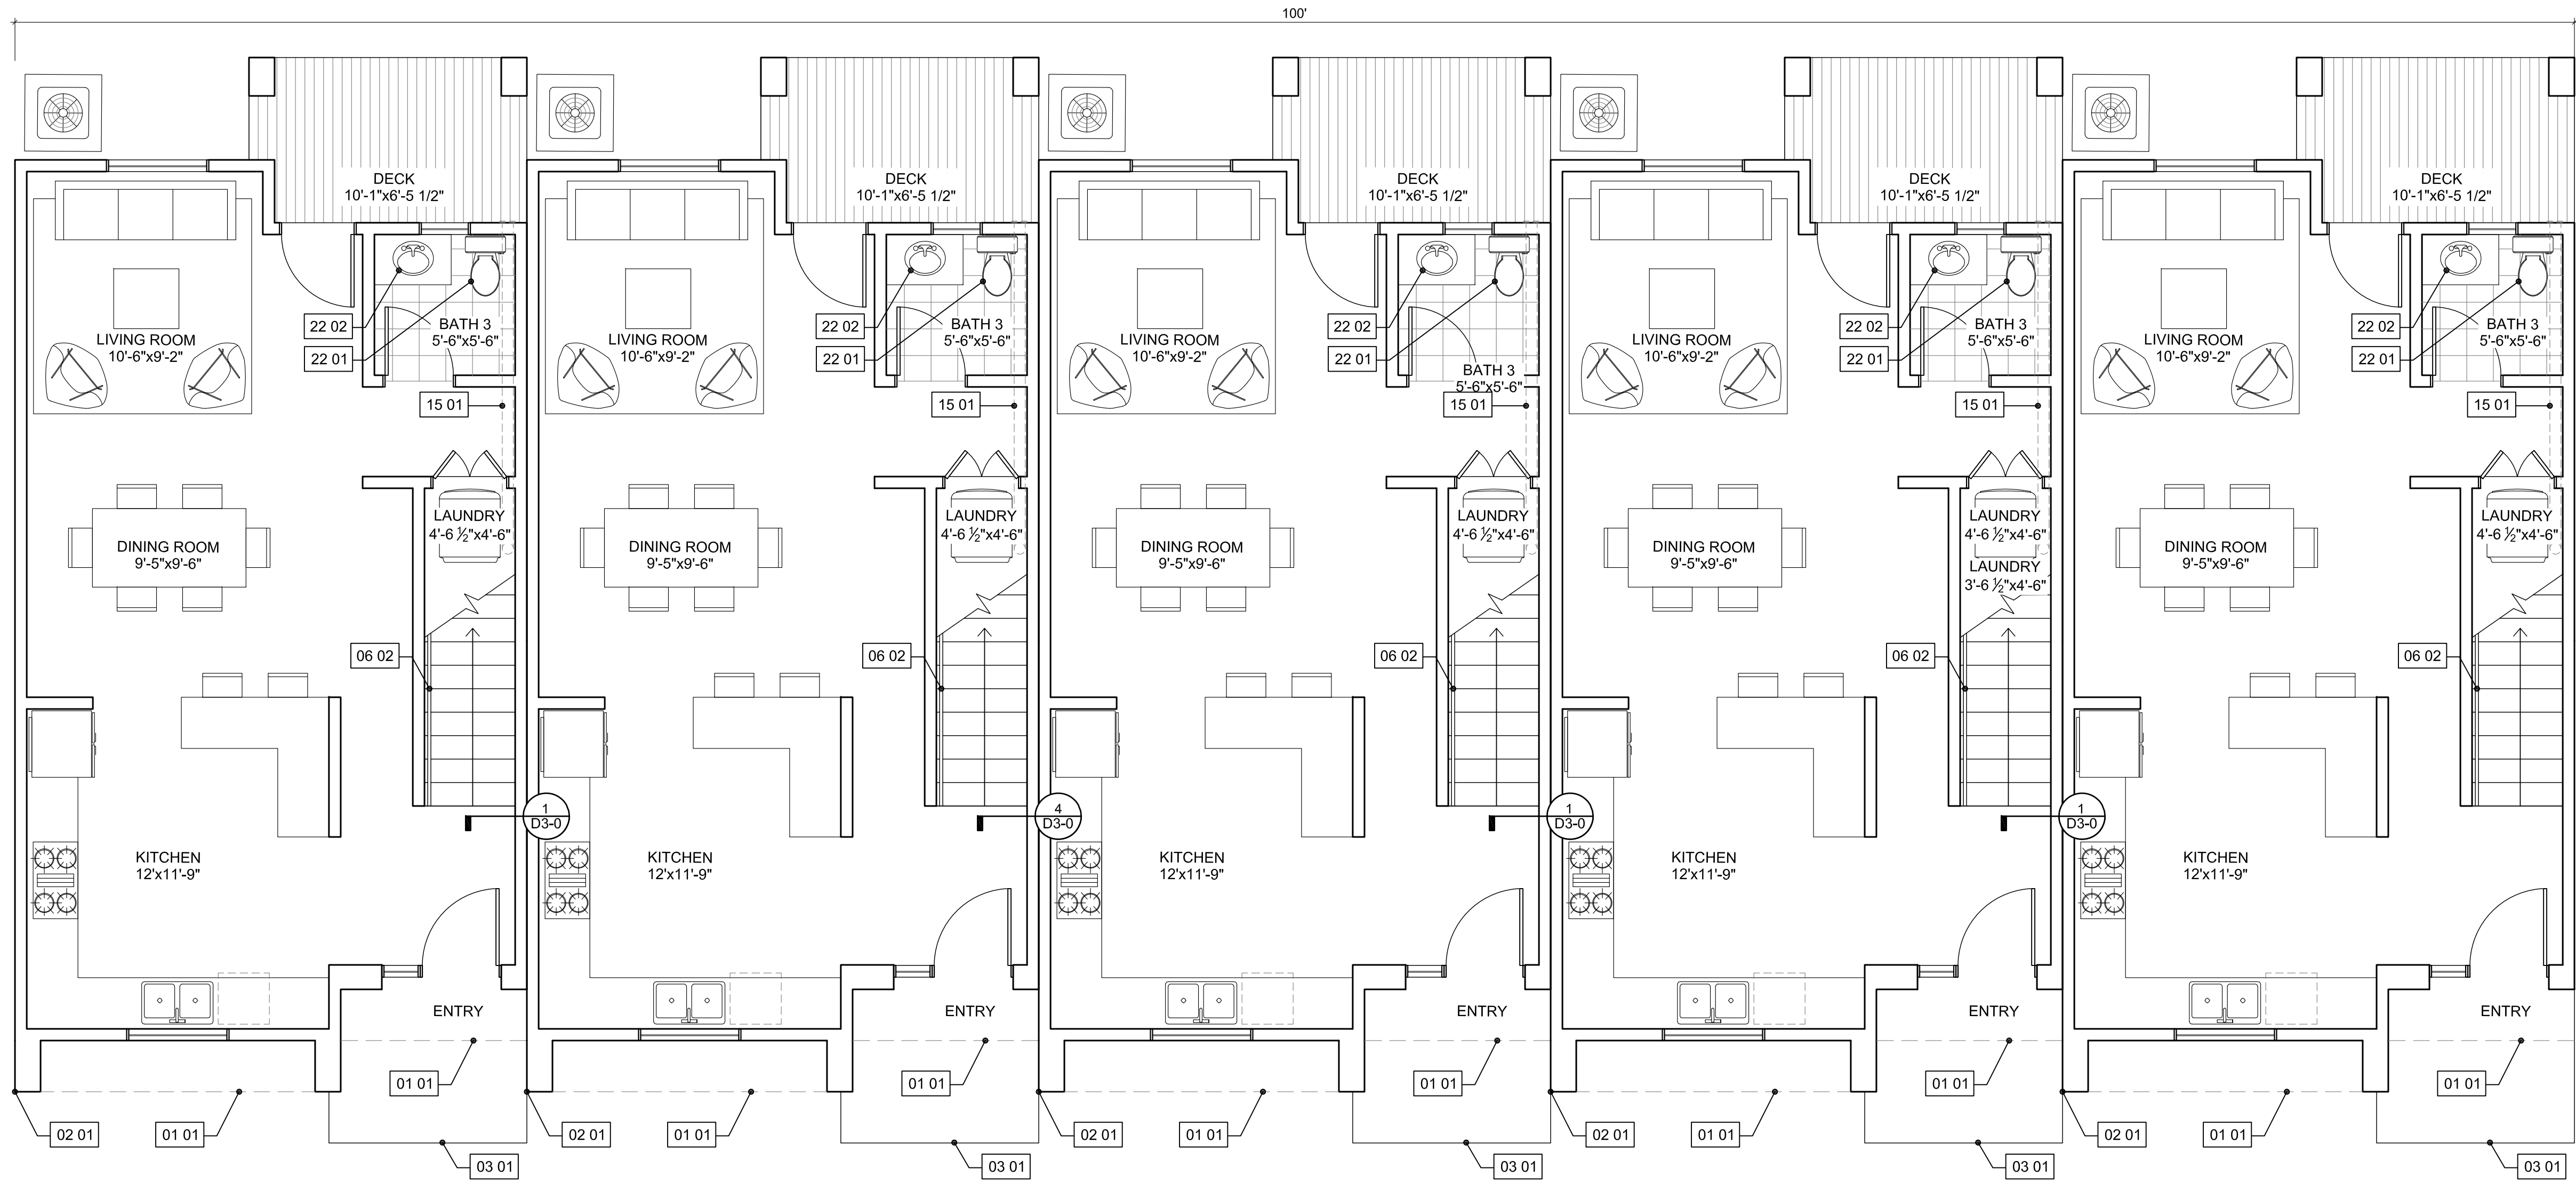 100'
DECK
10'-1"x6'-5 1/2"
DECK
10'-1"x6'-5 1/2"
DECK
10'-1"x6'-5 1/2"
DECK
10'-1"x6'-5 1/2"
DECK
10'-1"x6'-5 1/2"
LIVING ROOM
10'-6"x9'-2"
22 02
22 01
BATH 3
5'-6"x5'-6"
LIVING ROOM
10'-6"x9'-2"
22 02
22 01
BATH 3
5'-6"x5'-6"
LIVING ROOM
10'-6"x9'-2"
22 02
22 01
BATH 3
5'-6"x5'-6"
LIVING ROOM
10'-6"x9'-2"
22 02
22 01
BATH 3
5'-6"x5'-6"
LIVING ROOM
10'-6"x9'-2"
22 02
22 01
BATH 3
5'-6"x5'-6"
15 01
15 01
15 01
15 01
15 01
DINING ROOM
9'-5"x9'-6"
LAUNDRY
4'-6 ½"x4'-6"
DINING ROOM
9'-5"x9'-6"
LAUNDRY
4'-6 ½"x4'-6"
DINING ROOM
9'-5"x9'-6"
LAUNDRY
4'-6 ½"x4'-6"
DINING ROOM
9'-5"x9'-6"
LAUNDRY
4'-6 ½"x4'-6"
LAUNDRY
3'-6 ½"x4'-6"
DINING ROOM
9'-5"x9'-6"
LAUNDRY
4'-6 ½"x4'-6"
06 02
06 02
06 02
06 02
06 02
1
D3-0
4
D3-0
1
D3-0
1
D3-0
KITCHEN
12'x11'-9"
KITCHEN
12'x11'-9"
KITCHEN
12'x11'-9"
KITCHEN
12'x11'-9"
KITCHEN
12'x11'-9"
ENTRY
ENTRY
ENTRY
ENTRY
ENTRY
01 01
01 01
01 01
01 01
01 01
02 01
01 01
02 01
01 01
02 01
01 01
02 01
01 01
02 01
01 01
03 01
03 01
03 01
03 01
03 01